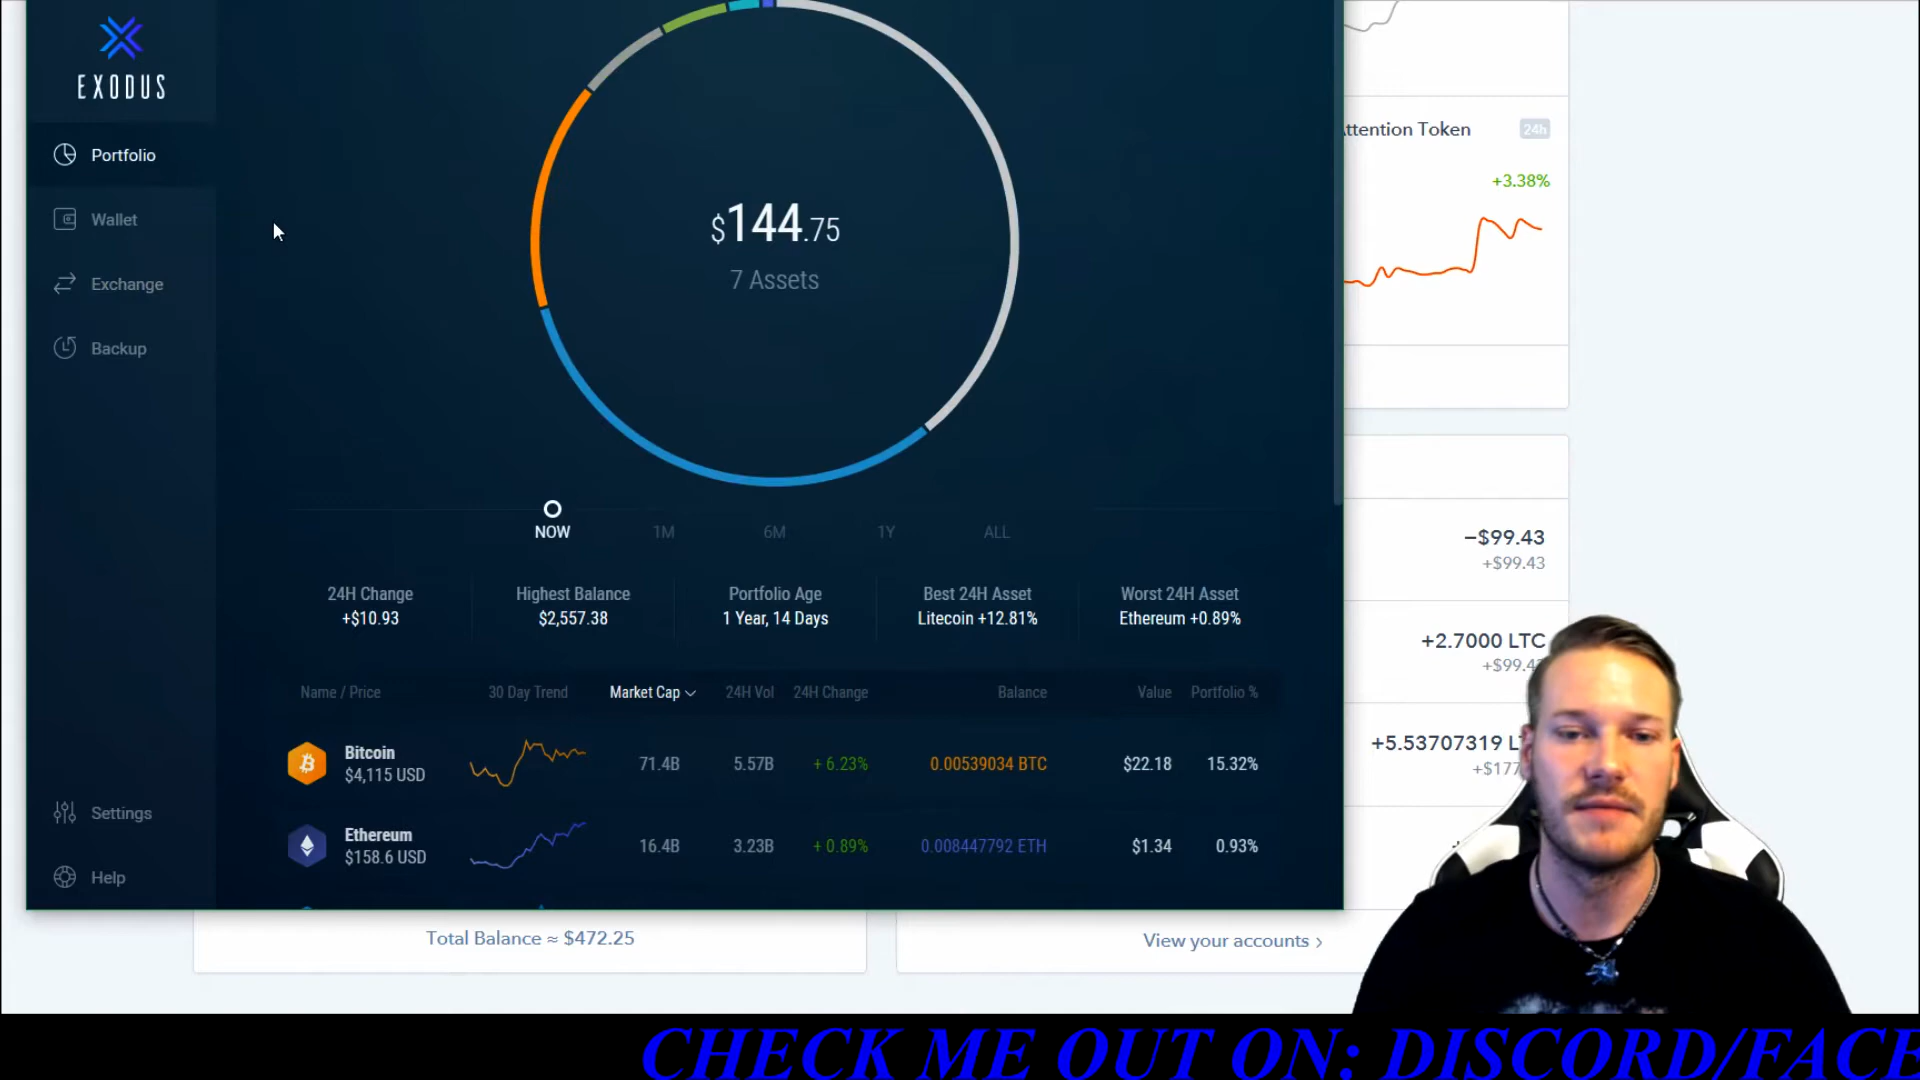 EXODUS
Portfolio
Wallet
Exchange
Backup
Settings
Help
$144.75
7 Assets
NOW 1M 6M 1Y ALL
24H Change Highest Balance Portfolio Age Best 24H Asset Worst 24H Asset
+$10.93 $2,557.38 1 Year, 14 Days Litecoin +12.81% Ethereum +0.89%
Name / Price 30 Day Trend Market Cap 24H Vol 24H Change Balance Value Portfolio %
Bitcoin
$4,115 USD 71.4B 5.57B + 6.23% 0.00539034 BTC $22.18 15.32%
Ethereum
$158.6 USD 16.4B 3.23B + 0.89% 0.008447792 ETH $1.34 0.93%
Attention Token 24h
+3.38%
−$99.43
+$99.43
+2.7000 LTC
+$99.4
+5.53707319 L
+$177
Total Balance ≈ $472.25
View your accounts ›
CHECK ME OUT ON: DISCORD/FACE